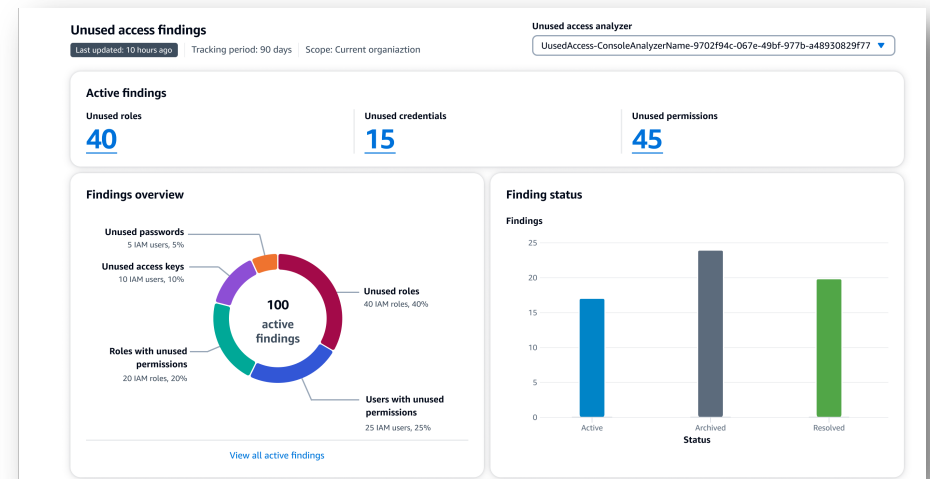 Unused access findings
Last updated: 10 hours ago Tracking period: 90 days Scope: Current organiaztion
Unused access analyzer
UusedAccess-ConsoleAnalyzerName-9702f94c-067e-49bf-977b-a48930829f77
Active findings
Unused roles
40
Unused credentials
15
Unused permissions
45
Findings overview
Unused passwords
5 IAM users, 5%
Unused access keys
10 IAM users, 10%
Roles with unused
permissions
20 IAM roles, 20%
100
active
findings
Unused roles
40 IAM roles, 40%
Users with unused
permissions
25 IAM users, 25%
View all active findings
Finding status
Findings
25
20
15
10
5
0
Active Archived Resolved
Status